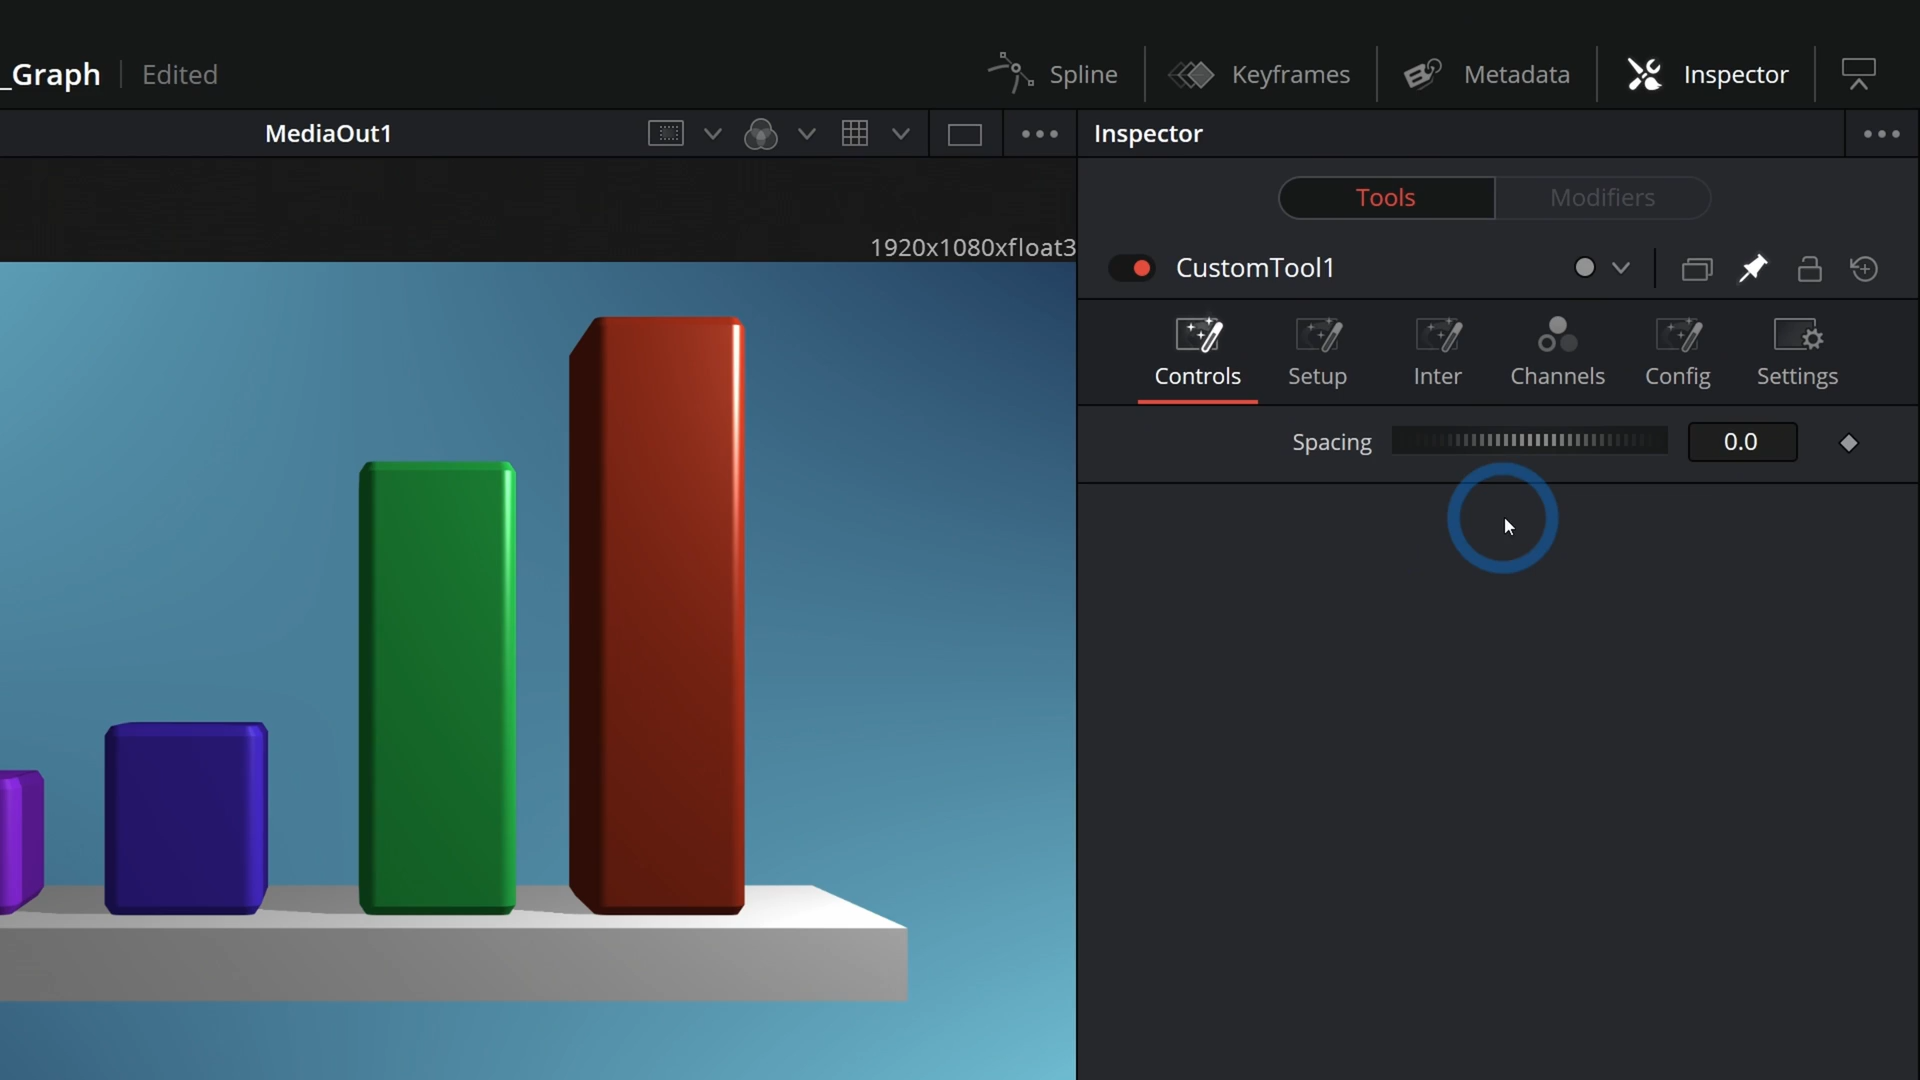 _Graph Edited Spline Keyframes Metadata Inspector
MediaOut1 Inspector
Tools Modifiers
1920x1080xfloat3
CustomTool1
Controls Setup Inter Channels Config Settings
Spacing 0.0